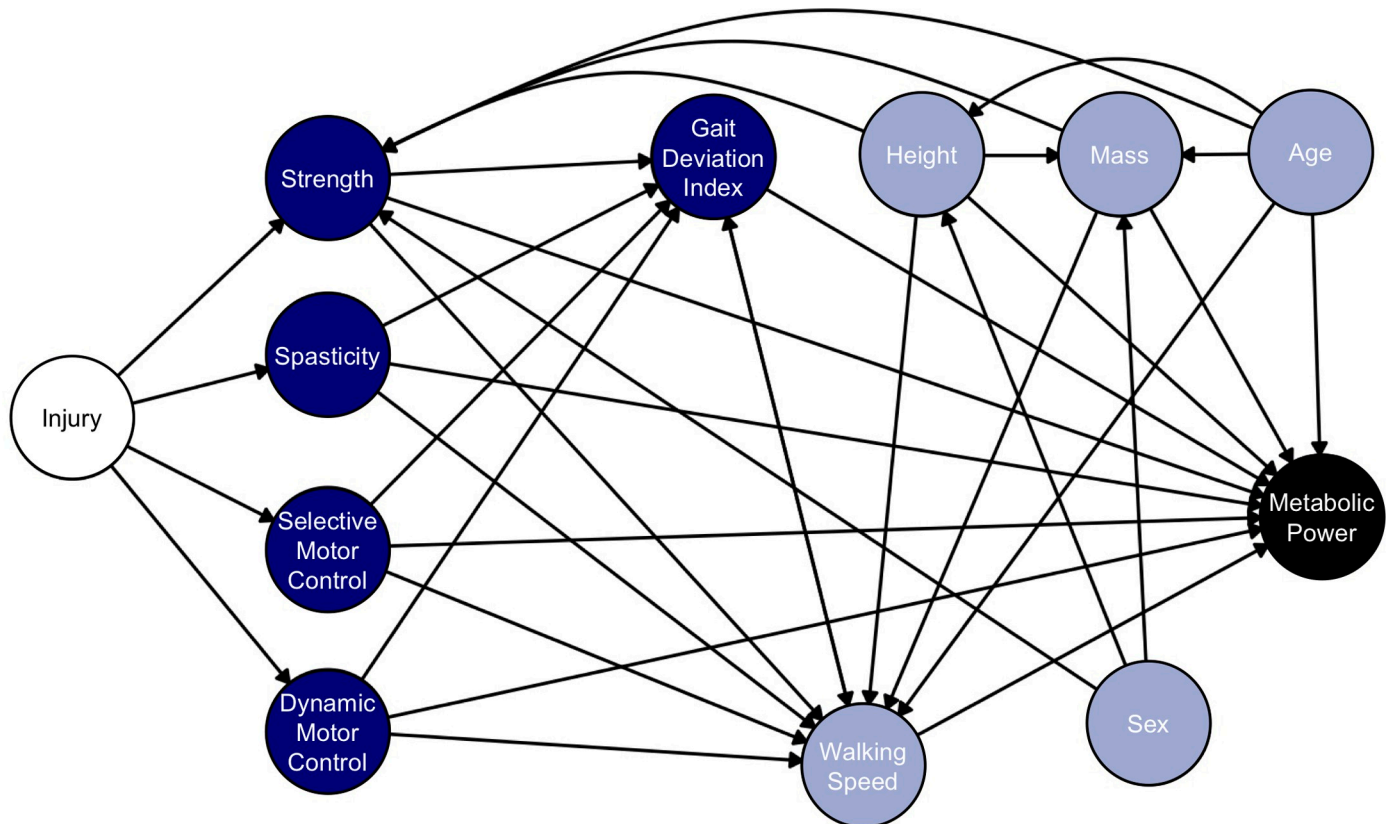 Gait
Deviation
Index
Height
Mass
Age
Strength
Spasticity
Injury
Selective
Motor
Control
Metabolic
Power
Dynamic
Motor
Control
Walking
Speed
Sex